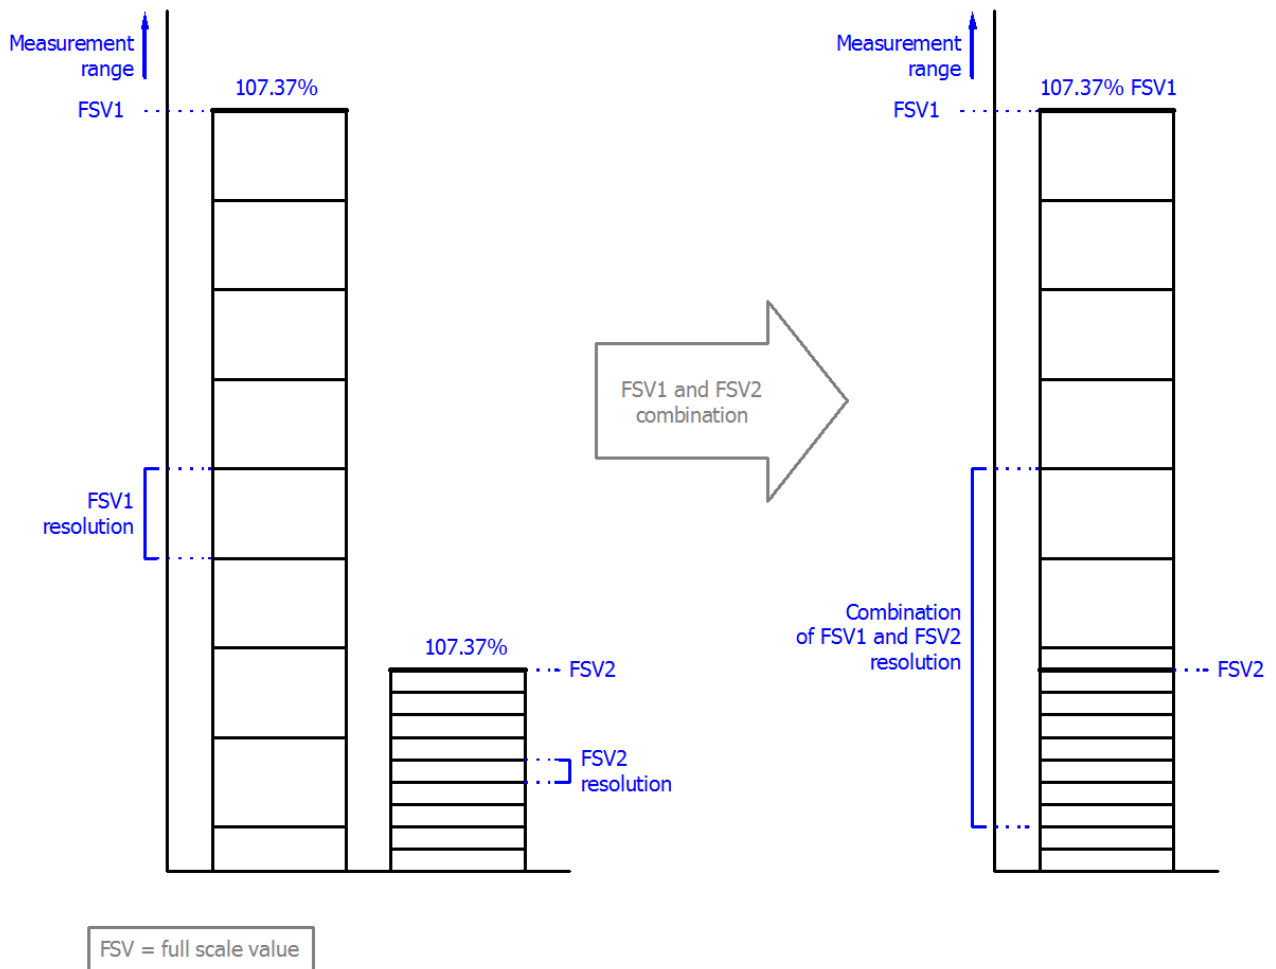 Measurement
range
107.37%
FSV1
FSV1
resolution
107.37%
FSV2
FSV2
resolution
FSV1 and FSV2
combination
Measurement
range
107.37% FSV1
FSV1
Combination
of FSV1 and FSV2
resolution
FSV2
FSV = full scale value